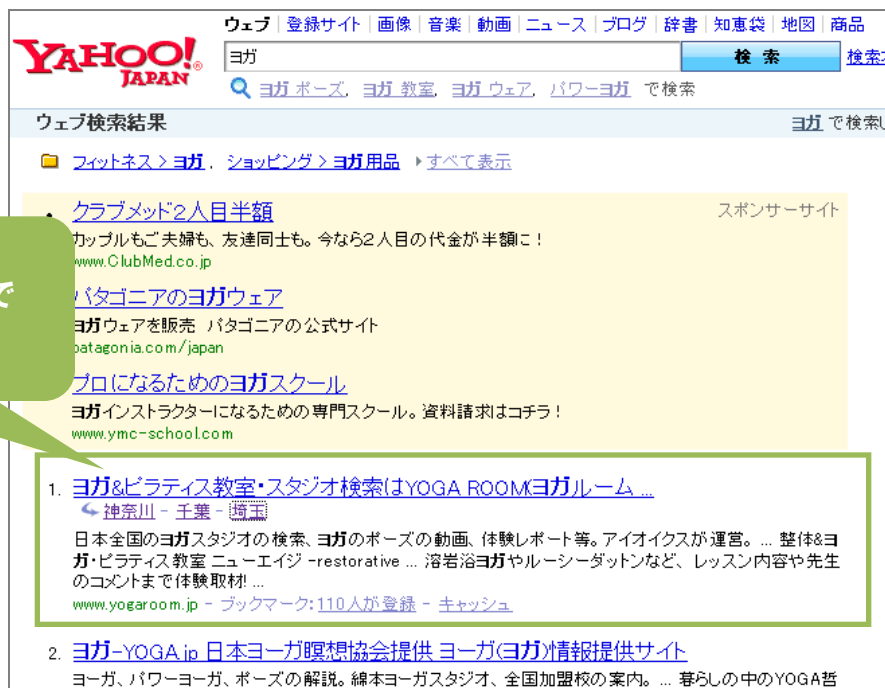 ウェブ | 登録サイト | 画像 | 音楽 | 動画 | ニュース | ブログ | 辞書 | 知恵袋 | 地図 | 商品
YAHOO!
JAPAN
ヨガ
検索
検索
ヨガ ポーズ, ヨガ 教室, ヨガ ウェア, パワーヨガ で検索
ウェブ検索結果
ヨガ で検索
フィットネス > ヨガ , ショッピング > ヨガ用品 すべて表示
クラブメッド2人目半額
スポンサーサイト
カップルもご夫婦も、友達同士も。今なら2人目の代金が半額に!
www.ClubMed.co.jp
で
パタゴニアのヨガウェア
ヨガウェアを販売 パタゴニアの公式サイト
patagonia.com/japan
プロになるためのヨガスクール
ヨガインストラクターになるための専門スクール。資料請求はコチラ!
www.ymc-school.com
1. ヨガ&ピラティス教室・スタジオ検索はYOGA ROOM(ヨガルーム ...
神奈川 - 千葉 - 埼玉
日本全国のヨガスタジオの検索、ヨガのポーズの動画、体験レポート等。アイオイクスが運営。 ... 整体&ヨ
ガ・ピラティス教室 ニューエイジ -restorative ... 溶岩浴ヨガやルーシーダットンなど、レッスン内容や先生
のコメントまで体験取材! ...
www.yogaroom.jp - ブックマーク:110人が登録 - キャッシュ
2. ヨガ-YOGA.jp 日本ヨーガ瞑想協会提供 ヨーガ(ヨガ)情報提供サイト
ヨーガ、パワーヨーガ、ポーズの解説。綿本ヨーガスタジオ、全国加盟校の案内。 ... 暮らしの中のYOGA哲